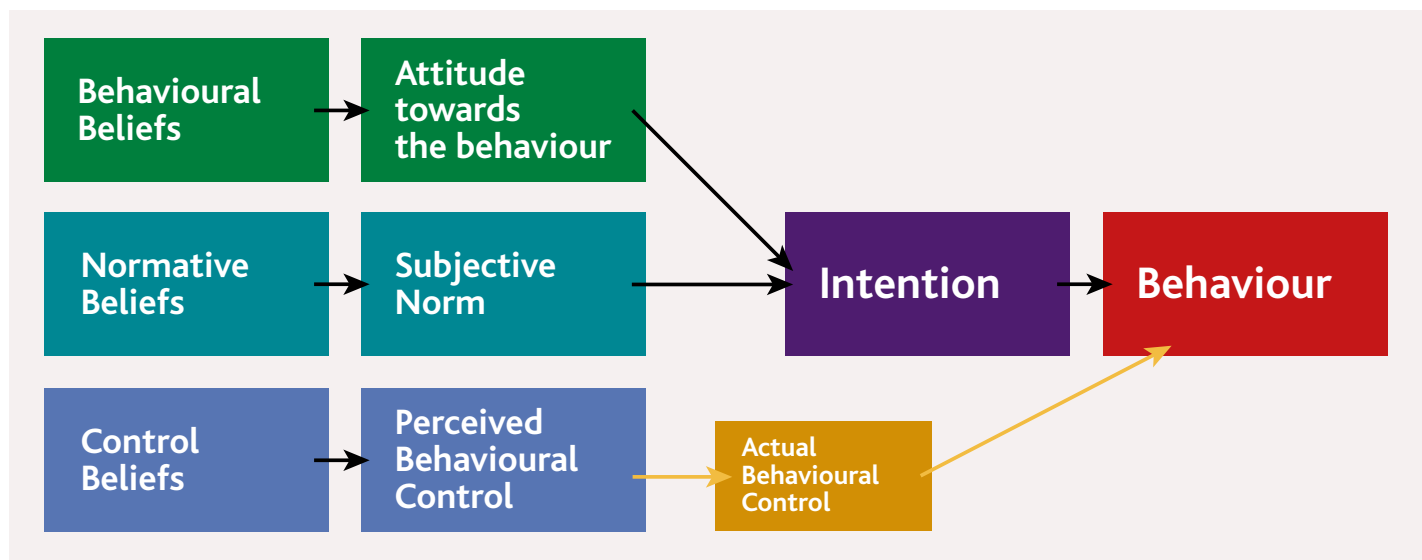 Behavioural
Beliefs
Attitude
towards
the behaviour
Normative
Beliefs
Subjective
Norm
Intention
Behaviour
Control
Beliefs
Perceived
Behavioural
Control
Actual
Behavioural
Control